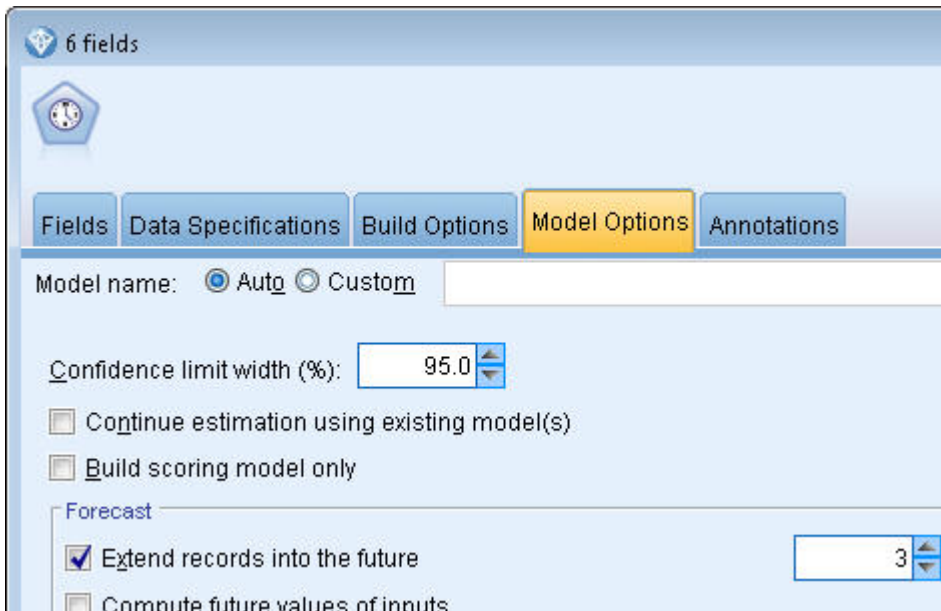 6 fields
Fields Data Specifications Build Options Model Options Annotations
Model name: Auto Custom
Confidence limit width (%): 95.0
Continue estimation using existing model(s)
Build scoring model only
Forecast
Extend records into the future 3
Compute future values of inputs